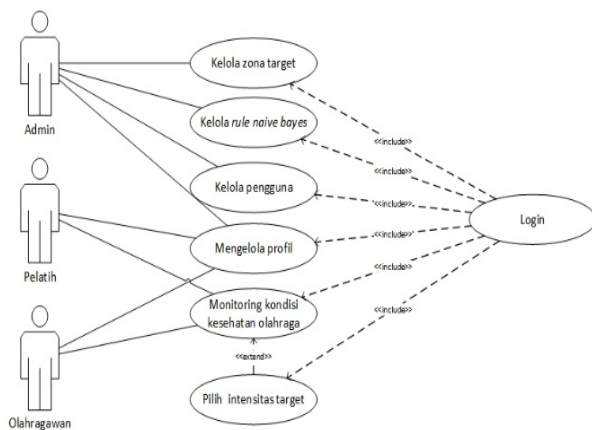 Kelola zona target
Admin
Kelola rule naive bayes
<<include>>
<<include>>
Kelola pengguna
<<include>>
Login
Pelatih
Mengelola profil
<<include>>
Monitoring kondisi
kesehatan olahraga
<<include>>
<<include>>
<<extend>>
Olahragawan
Pilih intensitas target